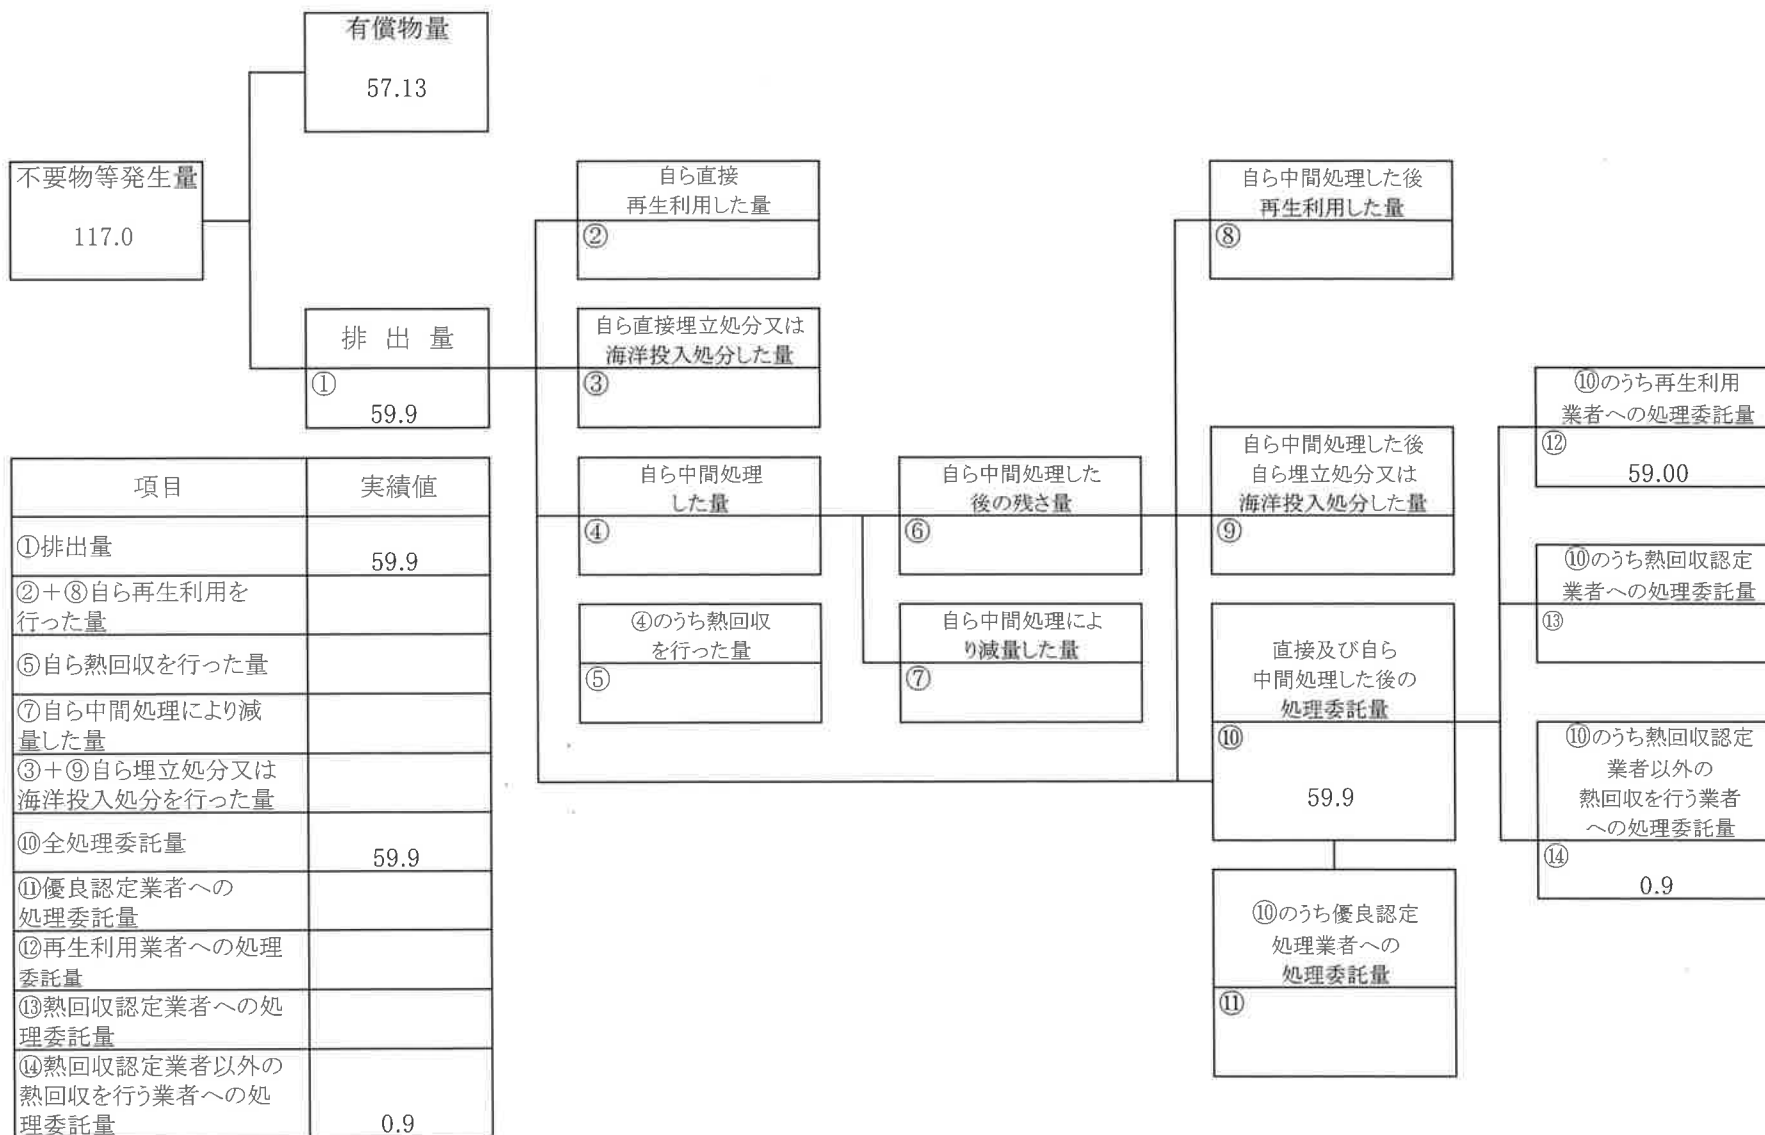 有償物量
57.13
不要物等発生量
117.0
排 出 量
①
59.9
自ら直接
再生利用した量
②
自ら直接埋立処分又は
海洋投入処分した量
③
自ら中間処理
した量
④
④のうち熱回収
を行った量
⑤
自ら中間処理した
後の残さ量
⑥
自ら中間処理によ
り減量した量
⑦
自ら中間処理した後
再生利用した量
⑧
自ら中間処理した後
自ら埋立処分又は
海洋投入処分した量
⑨
直接及び自ら
中間処理した後の
処理委託量
⑩
59.9
⑩のうち優良認定
処理業者への
処理委託量
⑪
⑩のうち再生利用
業者への処理委託量
⑫
59.00
⑩のうち熱回収認定
業者への処理委託量
⑬
⑩のうち熱回収認定
業者以外の
熱回収を行う業者
への処理委託量
⑭
0.9
項目
実績値
①排出量
59.9
②+⑧自ら再生利用を
行った量
⑤自ら熱回収を行った量
⑦自ら中間処理により減
量した量
③+⑨自ら埋立処分又は
海洋投入処分を行った量
⑩全処理委託量
59.9
⑪優良認定業者への
処理委託量
⑫再生利用業者への処理
委託量
⑬熱回収認定業者への処
理委託量
⑭熱回収認定業者以外の
熱回収を行う業者への処
理委託量
0.9